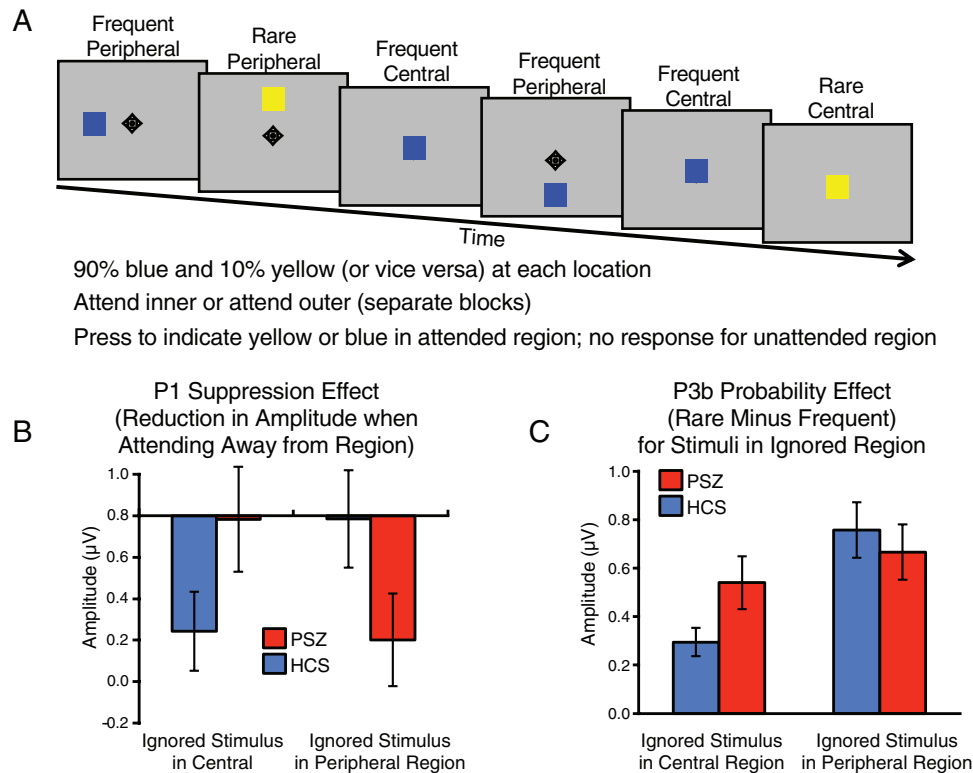 A
Frequent
Peripheral
Rare
Peripheral
Frequent
Central
Frequent
Peripheral
Frequent
Central
Rare
Central
Time
90% blue and 10% yellow (or vice versa) at each location
Attend inner or attend outer (separate blocks)
Press to indicate yellow or blue in attended region; no response for unattended region
B
P1 Suppression Effect
(Reduction in Amplitude when
Attending Away from Region)
Amplitude (µV)
1.0
0.8
0.6
0.4
0.2
0.0
-0.2
PSZ
HCS
Ignored Stimulus
in Central
Ignored Stimulus
in Peripheral Region
C
P3b Probability Effect
(Rare Minus Frequent)
for Stimuli in Ignored Region
Amplitude (µV)
1.0
0.8
0.6
0.4
0.2
0.0
PSZ
HCS
Ignored Stimulus
in Central Region
Ignored Stimulus
in Peripheral Region